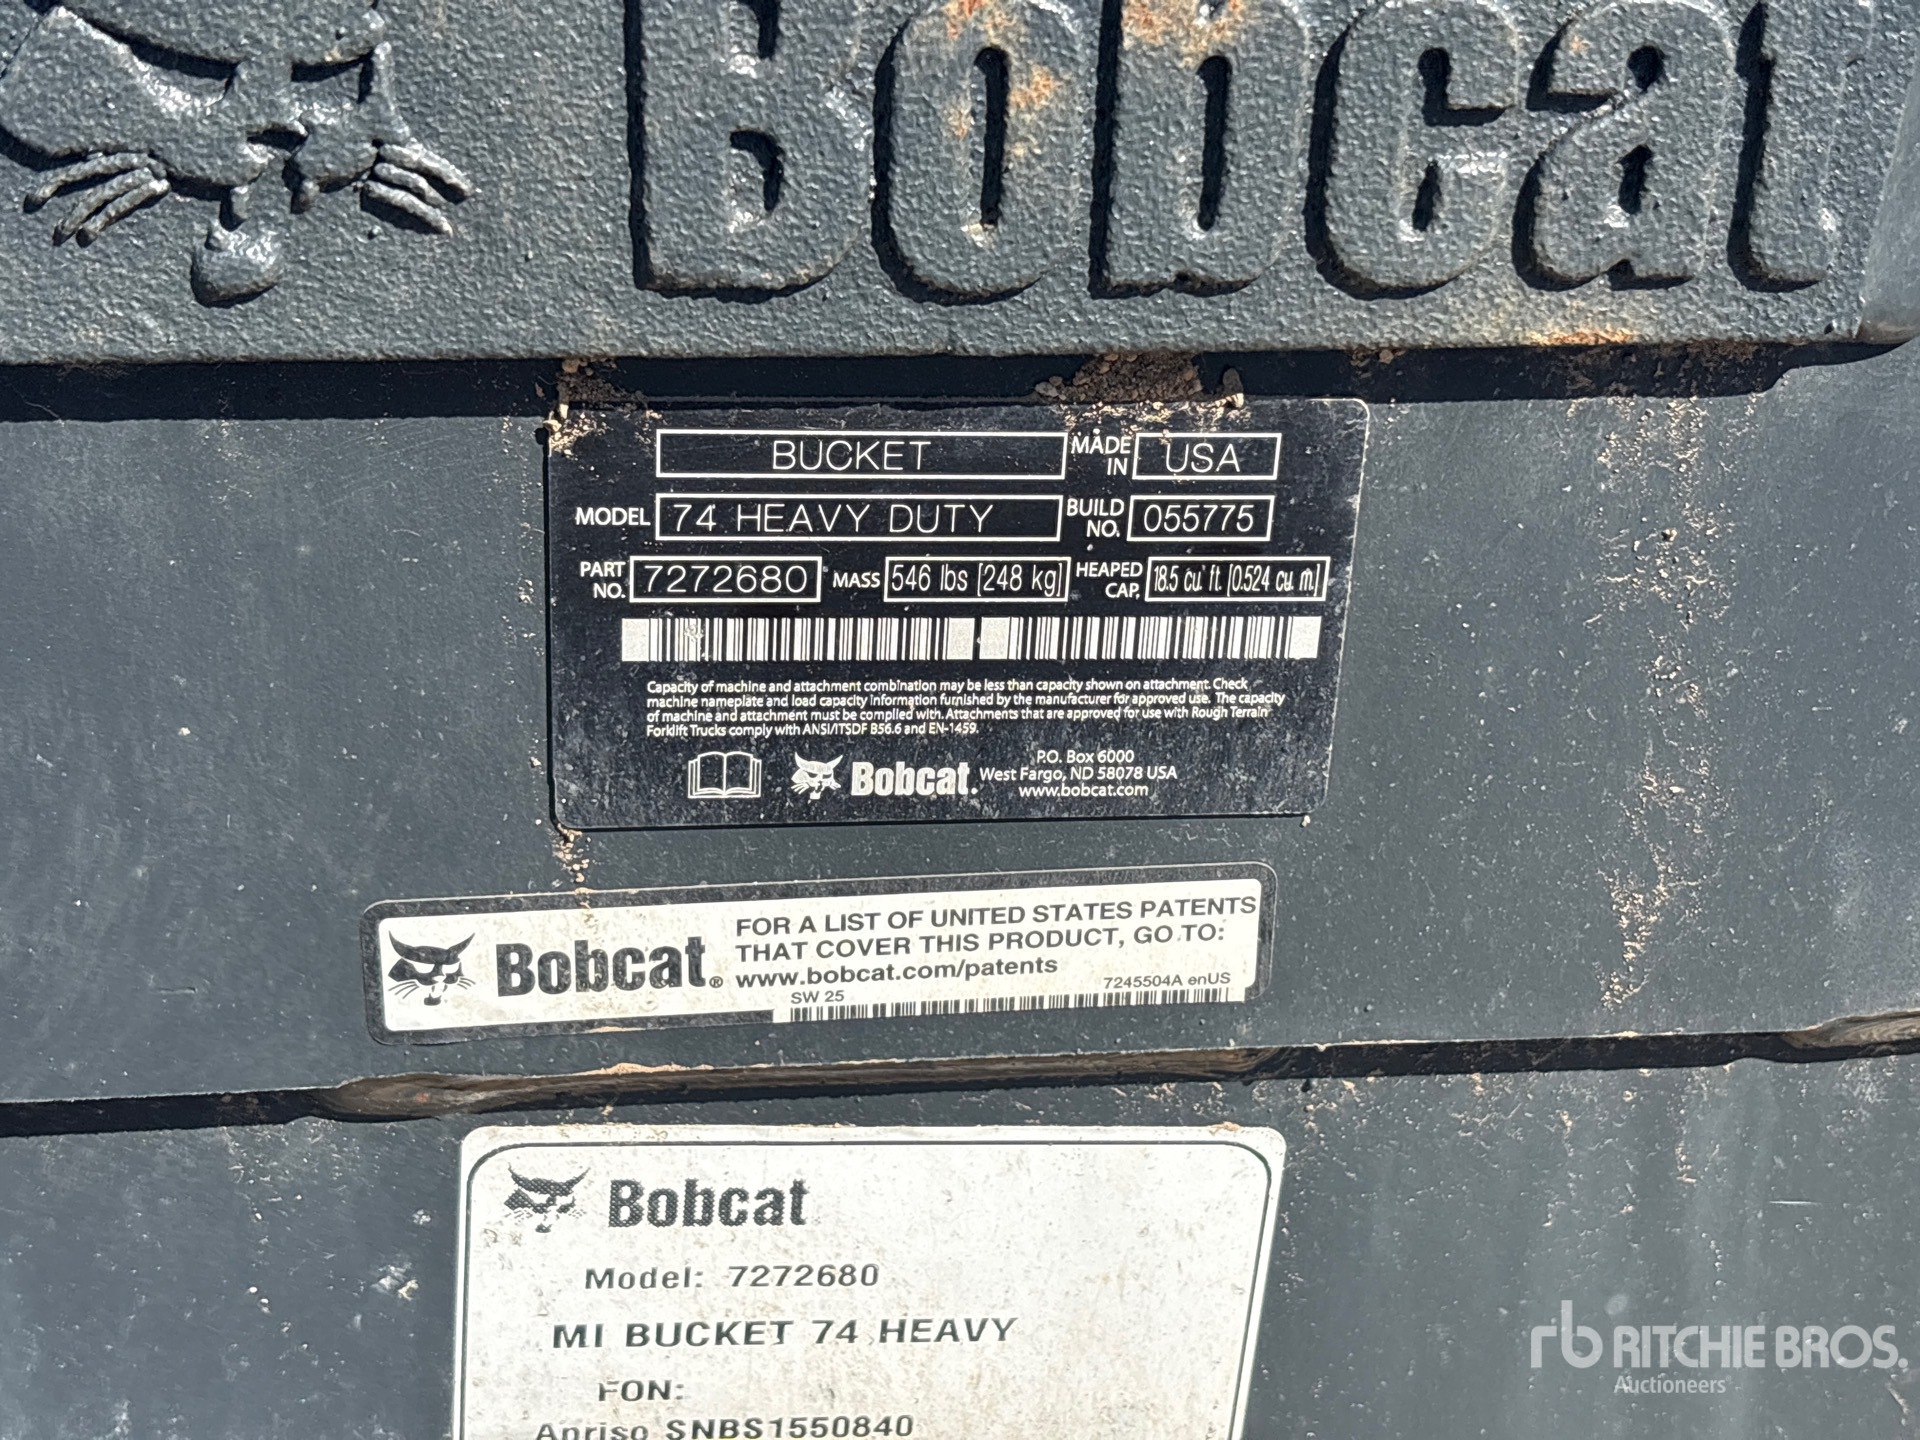 Bobcat
BUCKET
MADE IN USA
MODEL 74 HEAVY DUTY
BUILD NO. 055775
PART NO. 7272680
MASS 546 lbs [248 kg]
HEAPED CAP. 18.5 cu. ft. [0.524 cu. m.]
Capacity of machine and attachment combination may be less than capacity shown on attachment. Check
machine nameplate and load capacity information furnished by the manufacturer for approved use. The capacity
of machine and attachment must be complied with. Attachments that are approved for use with Rough Terrain
Forklift Trucks comply with ANSI/ITSDF B56.6 and EN-1459.
Bobcat.
P.O. Box 6000
West Fargo, ND 58078 USA
www.bobcat.com
Bobcat®
FOR A LIST OF UNITED STATES PATENTS
THAT COVER THIS PRODUCT, GO TO:
www.bobcat.com/patents
SW 25
7245504A enUS
Bobcat
Model: 7272680
MI BUCKET 74 HEAVY
FON:
Apriso SNBS1550840
rb RITCHIE BROS.
Auctioneers